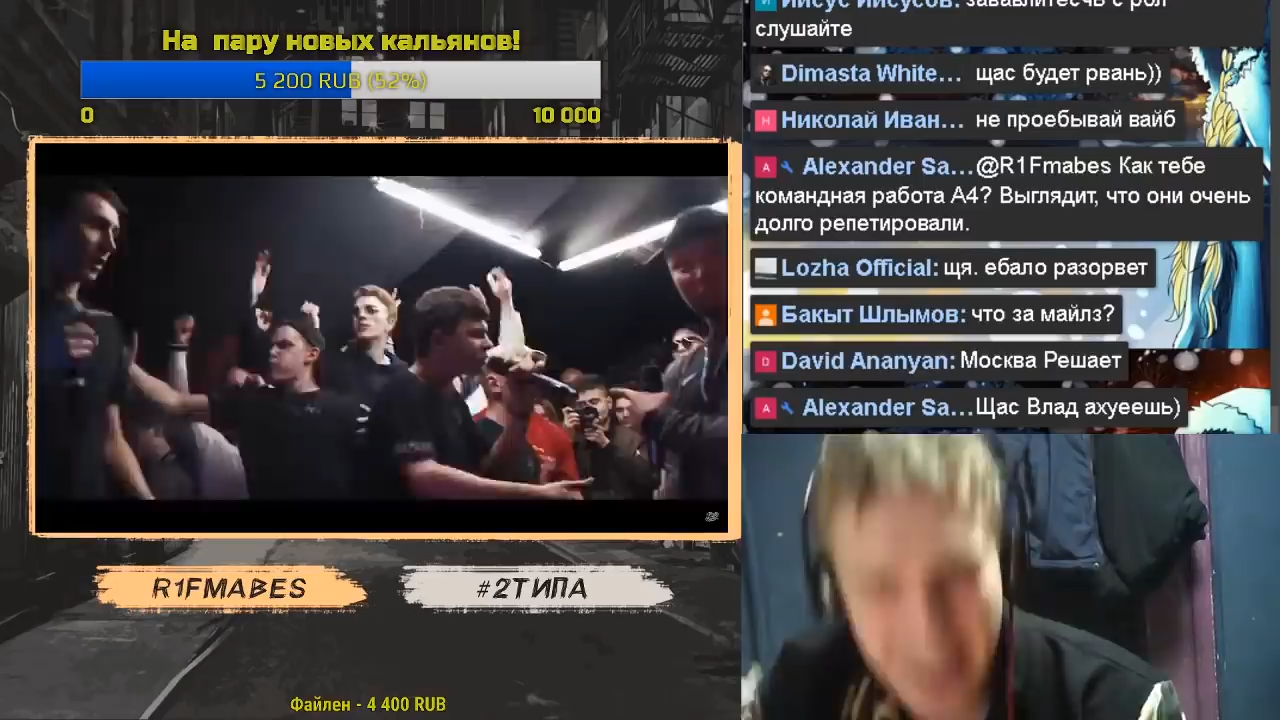 На пару новых кальянов!
5 200 RUB (52%)
0
10 000
R1FMABES
#2ТИПА
Файлен - 4 400 RUB
слушайте
Dimasta White… щас будет рвань))
Николай Иван… не проебывай вайб
Alexander Sa…@R1Fmabes Как тебе
командная работа А4? Выглядит, что они очень
долго репетировали.
Lozha Official: щя. ебало разорвет
Бакыт Шлымов: что за майлз?
David Ananyan: Москва Решает
Alexander Sa…Щас Влад ахуеешь)